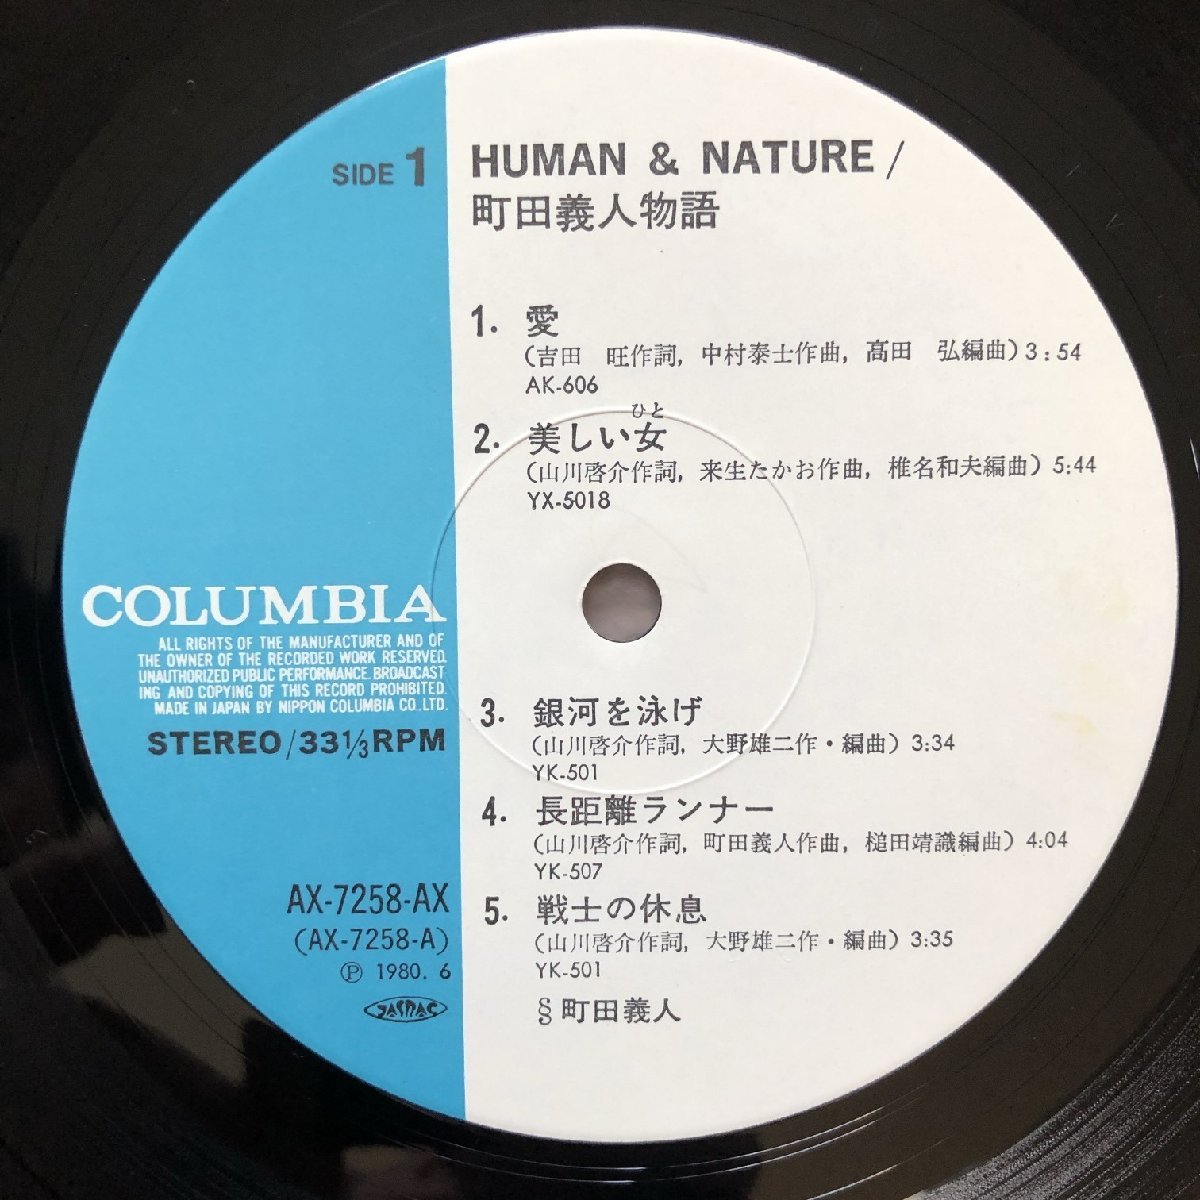 SIDE 1
HUMAN & NATURE/
町田義人物語
1. 愛
(吉田 旺作詞, 中村泰士作曲, 高田 弘編曲) 3:54
AK-606
ひと
2. 美しい女
(山川啓介作詞, 来生たかお作曲, 椎名和夫編曲) 5:44
YX-5018
3. 銀河を泳げ
(山川啓介作詞, 大野雄二作・編曲) 3:34
YK-501
4. 長距離ランナー
(山川啓介作詞, 町田義人作曲, 槌田靖識編曲) 4:04
YK-507
5. 戦士の休息
(山川啓介作詞, 大野雄二作・編曲) 3:35
YK-501
§ 町田義人
COLUMBIA
ALL RIGHTS OF THE MANUFACTURER AND OF
THE OWNER OF THE RECORDED WORK RESERVED.
UNAUTHORIZED PUBLIC PERFORMANCE. BROADCAST
ING AND COPYING OF THIS RECORD PROHIBITED.
MADE IN JAPAN BY NIPPON COLUMBIA CO., LTD.
STEREO/33 1/3 RPM
AX-7258-AX
(AX-7258-A)
Ⓟ 1980. 6
JASRAC